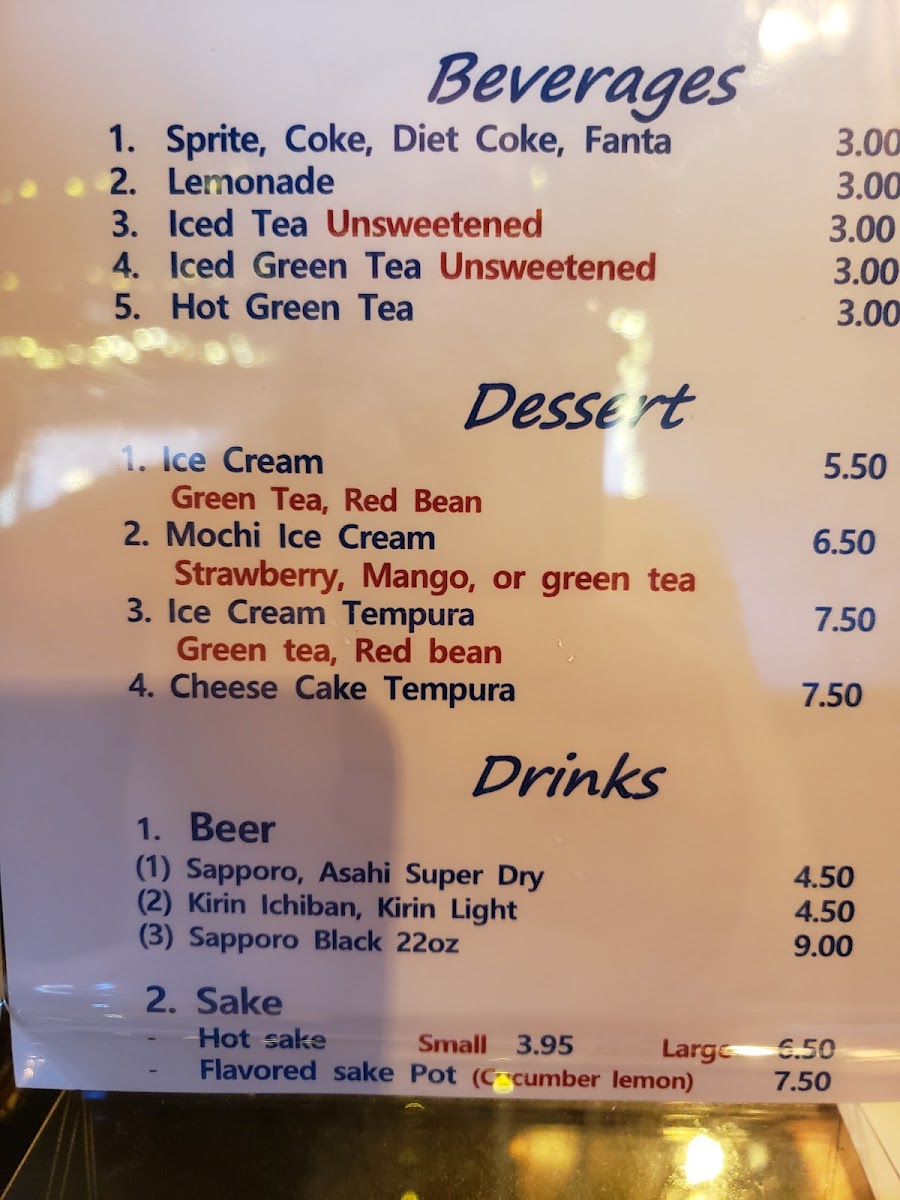 Beverages
1. Sprite, Coke, Diet Coke, Fanta 3.00
2. Lemonade 3.00
3. Iced Tea Unsweetened 3.00
4. Iced Green Tea Unsweetened 3.00
5. Hot Green Tea 3.00
Dessert
1. Ice Cream 5.50
Green Tea, Red Bean
2. Mochi Ice Cream 6.50
Strawberry, Mango, or green tea
3. Ice Cream Tempura 7.50
Green tea, Red bean
4. Cheese Cake Tempura 7.50
Drinks
1. Beer
(1) Sapporo, Asahi Super Dry 4.50
(2) Kirin Ichiban, Kirin Light 4.50
(3) Sapporo Black 22oz 9.00
2. Sake
- Hot sake Small 3.95 Large 6.50
- Flavored sake Pot (Cucumber lemon) 7.50